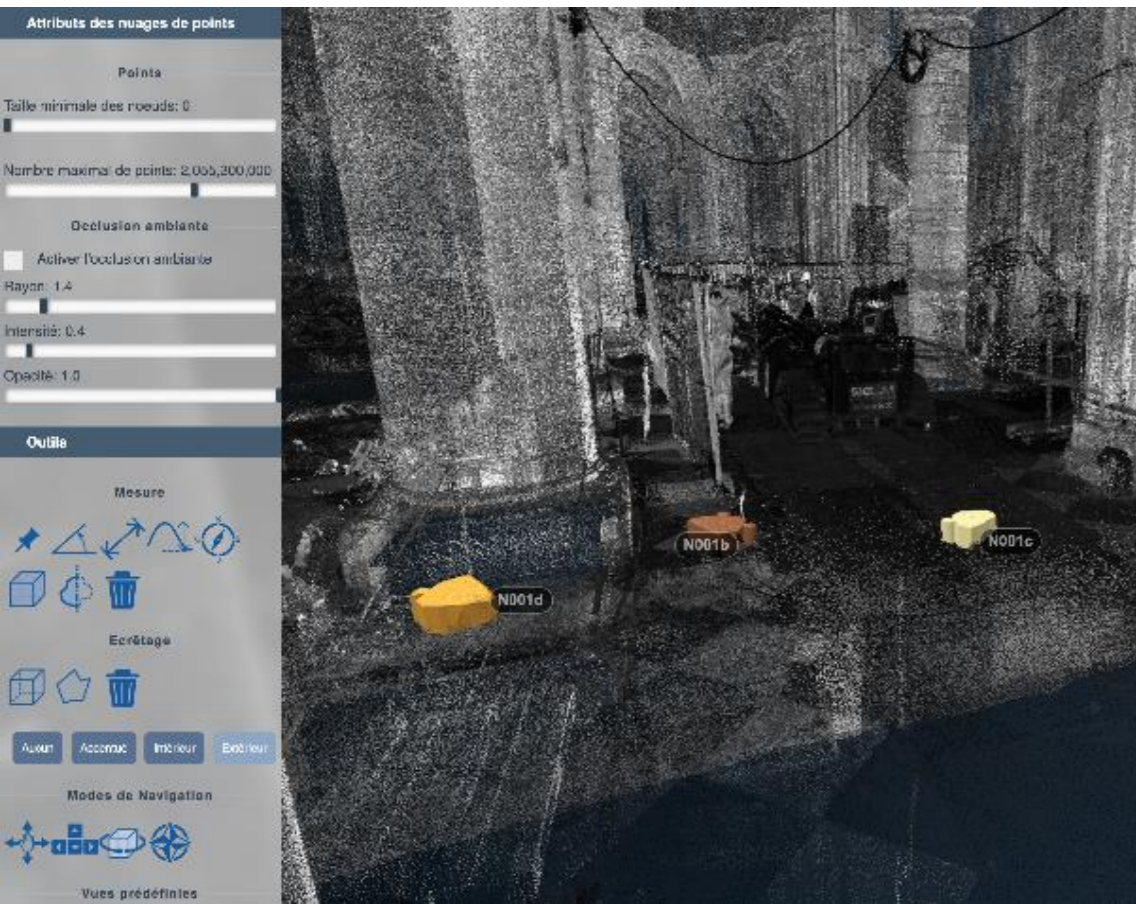 Attributs des nuages de points
Points
Taille minimale des noeuds: 0
Nombre maximal de points: 2,055,200,000
Occlusion ambiante
Activer l'occlusion ambiante
Rayon: 1.4
Intensité: 0.4
Opacité: 1.0
Outils
Mesure
Ecrêtage
Aucun Accentué Intérieur Extérieur
Modes de Navigation
Vues prédéfinies
N001b
N001c
N001d